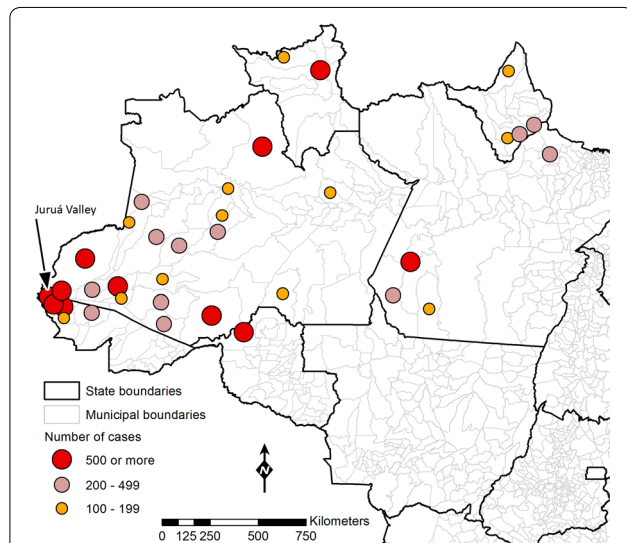 Juruá Valley
State boundaries
Municipal boundaries
Number of cases
500 or more
200 - 499
100 - 199
N
Kilometers
0 125 250 500 750